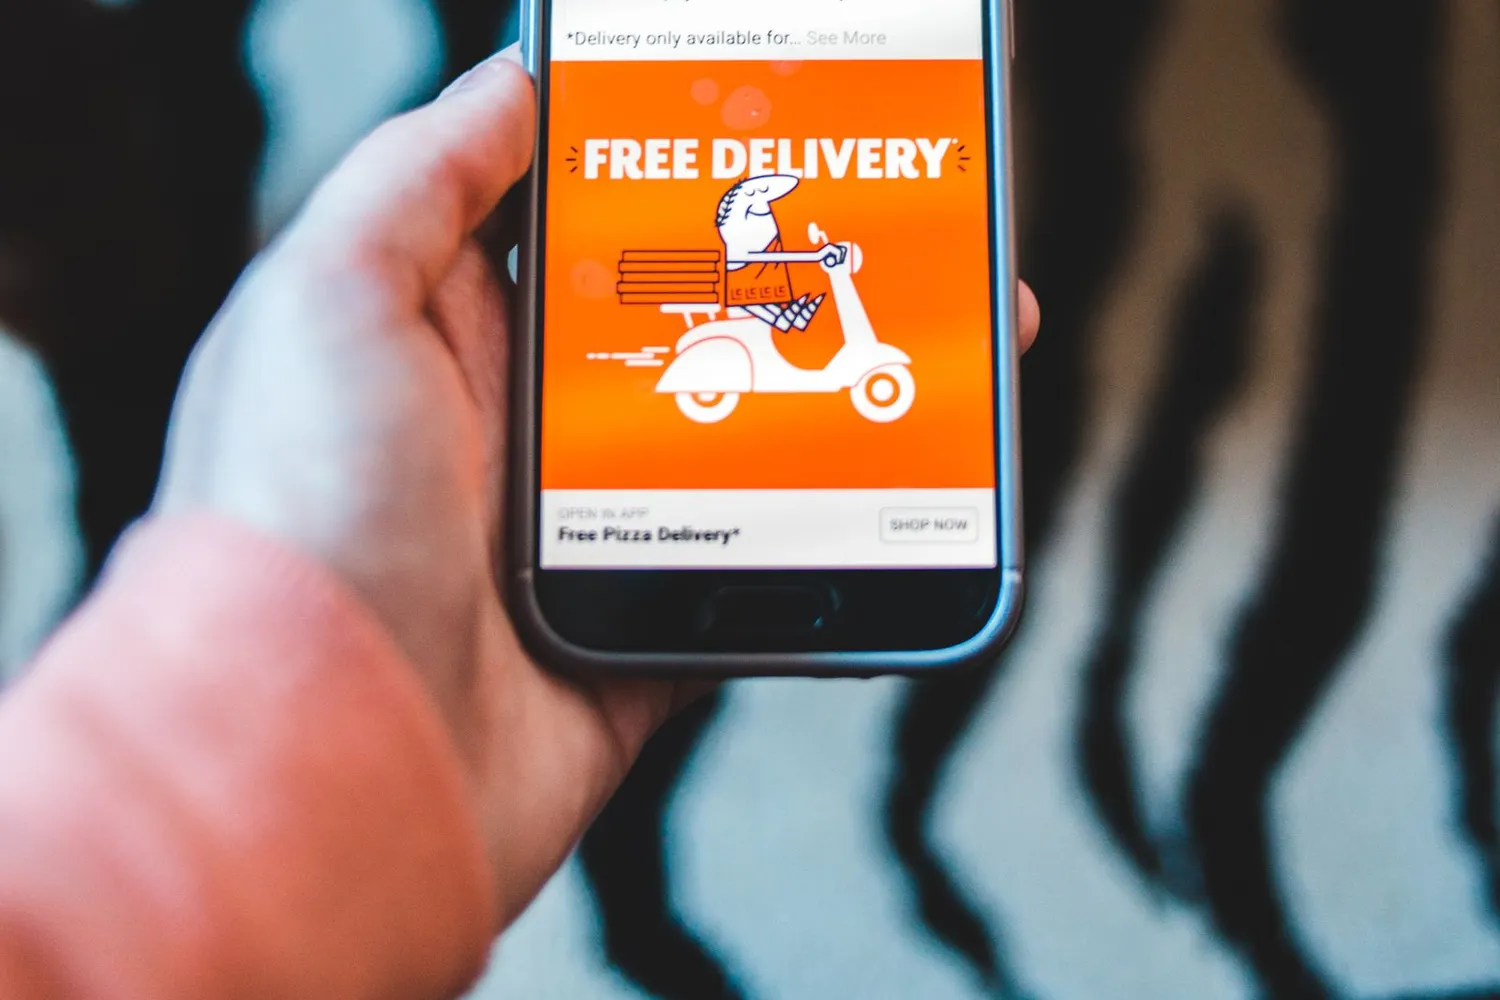 *Delivery only available for... See More
FREE DELIVERY*
OPEN IN APP
Free Pizza Delivery*
SHOP NOW